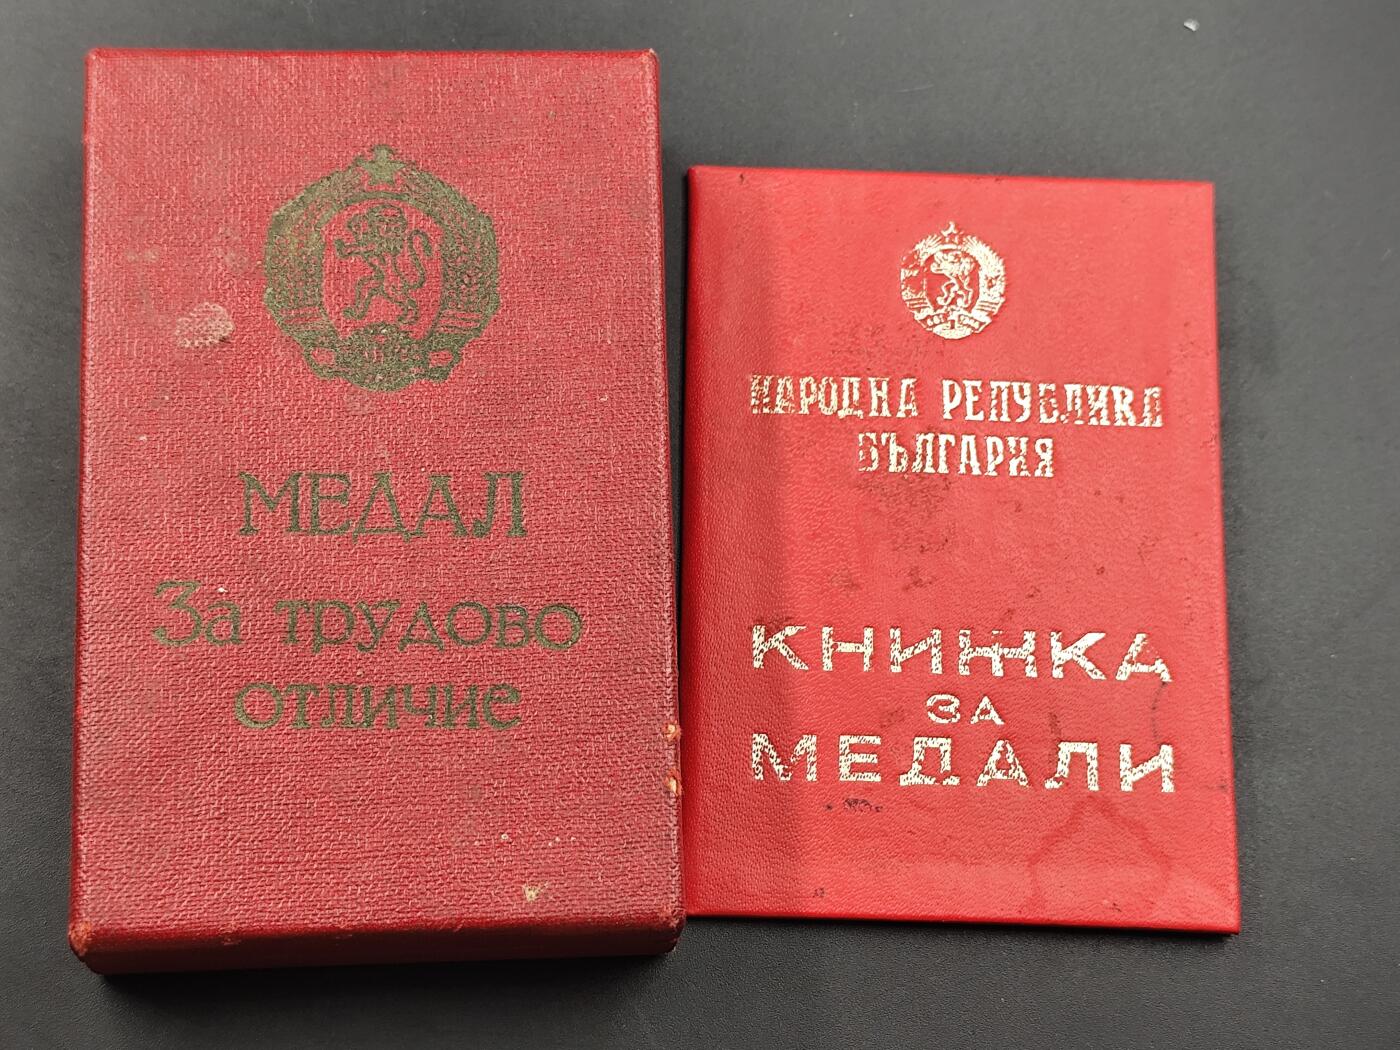 МЕДАЛ
За трудово
отличие
НАРОДНА РЕПУБЛИКА
БЪЛГАРИЯ
КНИЖКА
ЗА
МЕДАЛИ